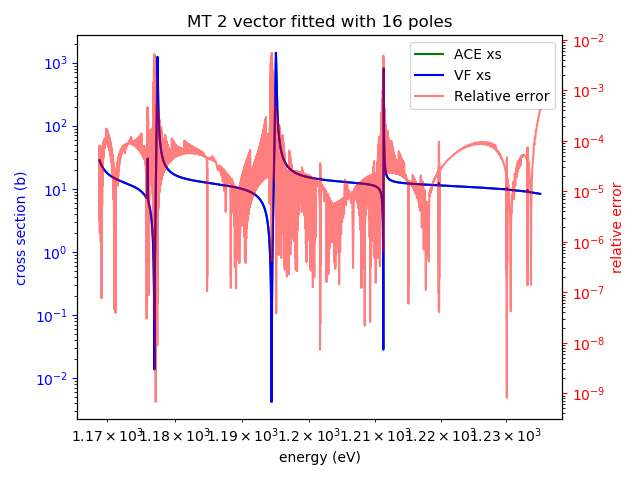 MT 2 vector fitted with 16 poles
ACE xs
VF xs
Relative error
10³
10²
10¹
10⁰
10⁻¹
10⁻²
cross section (b)
10⁻²
10⁻³
10⁻⁴
10⁻⁵
10⁻⁶
10⁻⁷
10⁻⁸
10⁻⁹
relative error
1.17 × 10³ 1.18 × 10³ 1.19 × 10³ 1.2 × 10³ 1.21 × 10³ 1.22 × 10³ 1.23 × 10³
energy (eV)